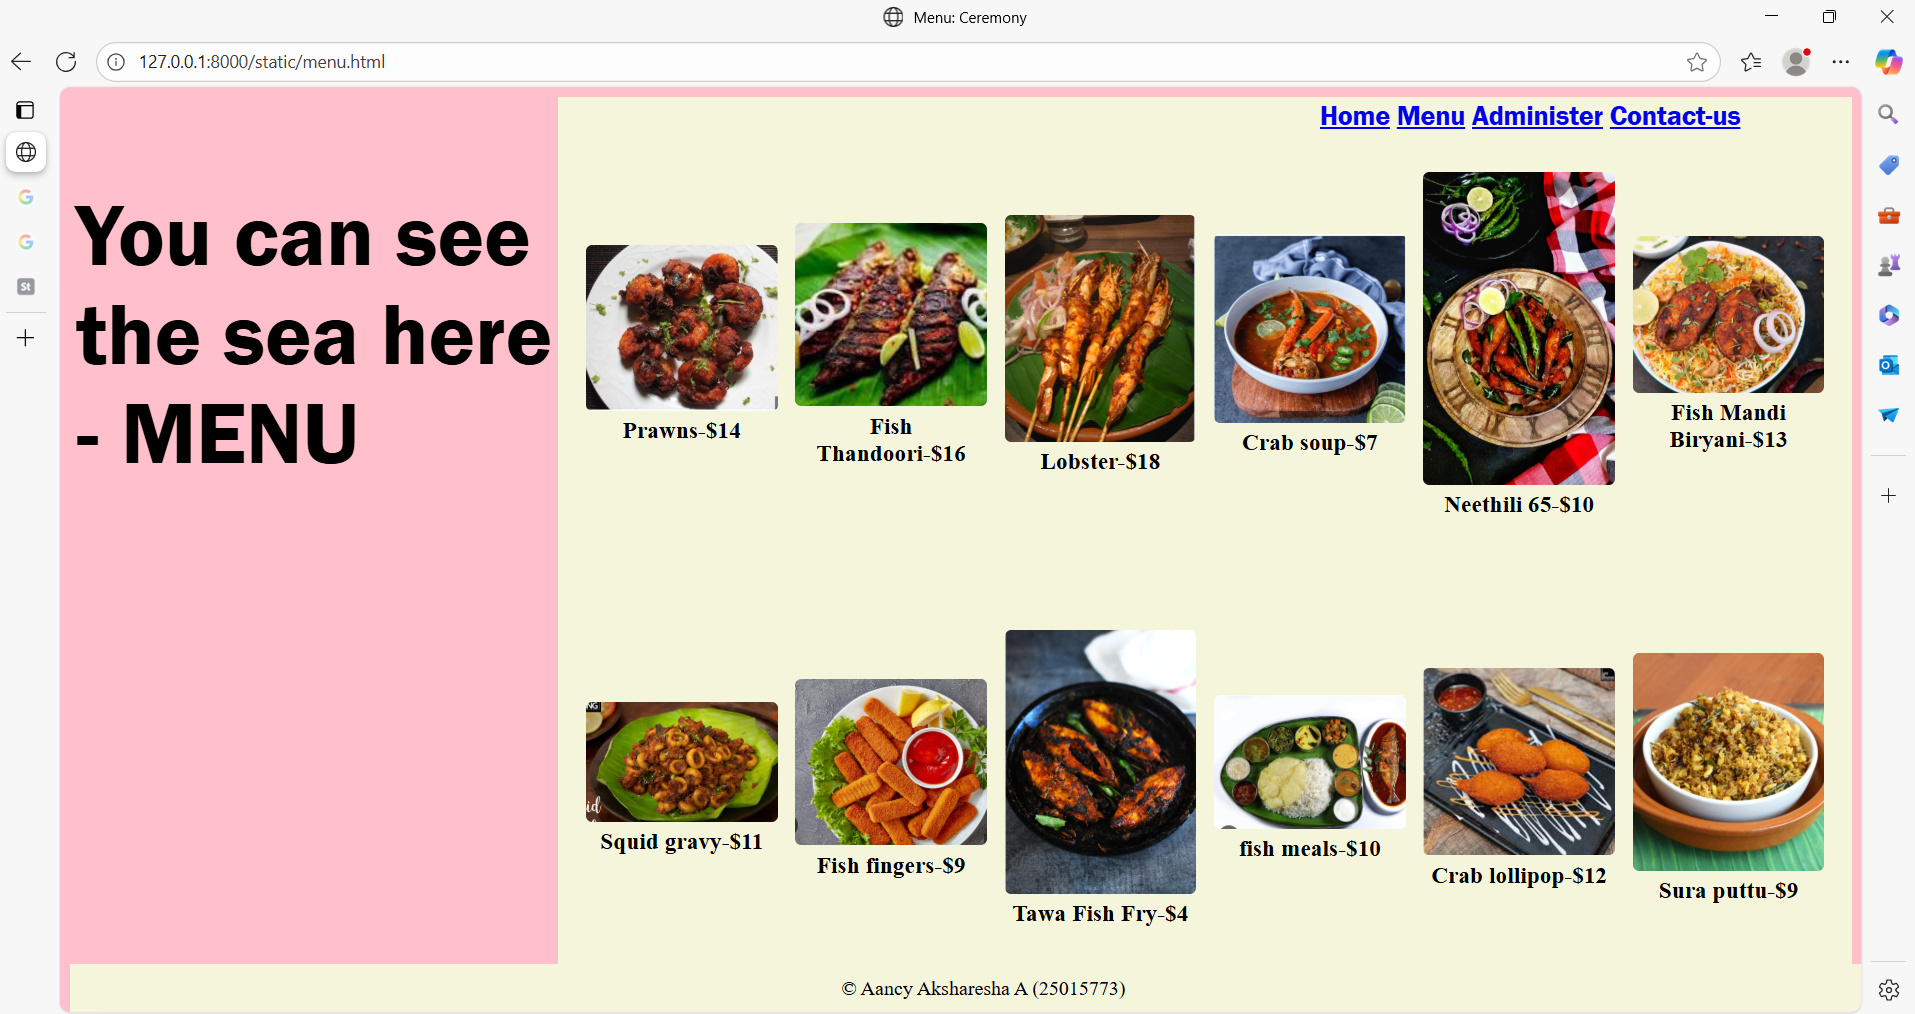 Menu: Ceremony
127.0.0.1:8000/static/menu.html
Home Menu Administer Contact-us
You can see
the sea here
- MENU
Prawns-$14
Fish
Thandoori-$16
Lobster-$18
Crab soup-$7
Neethili 65-$10
Fish Mandi
Biryani-$13
NG
id
Squid gravy-$11
Fish fingers-$9
Tawa Fish Fry-$4
fish meals-$10
Crab lollipop-$12
Sura puttu-$9
© Aancy Aksharesha A (25015773)